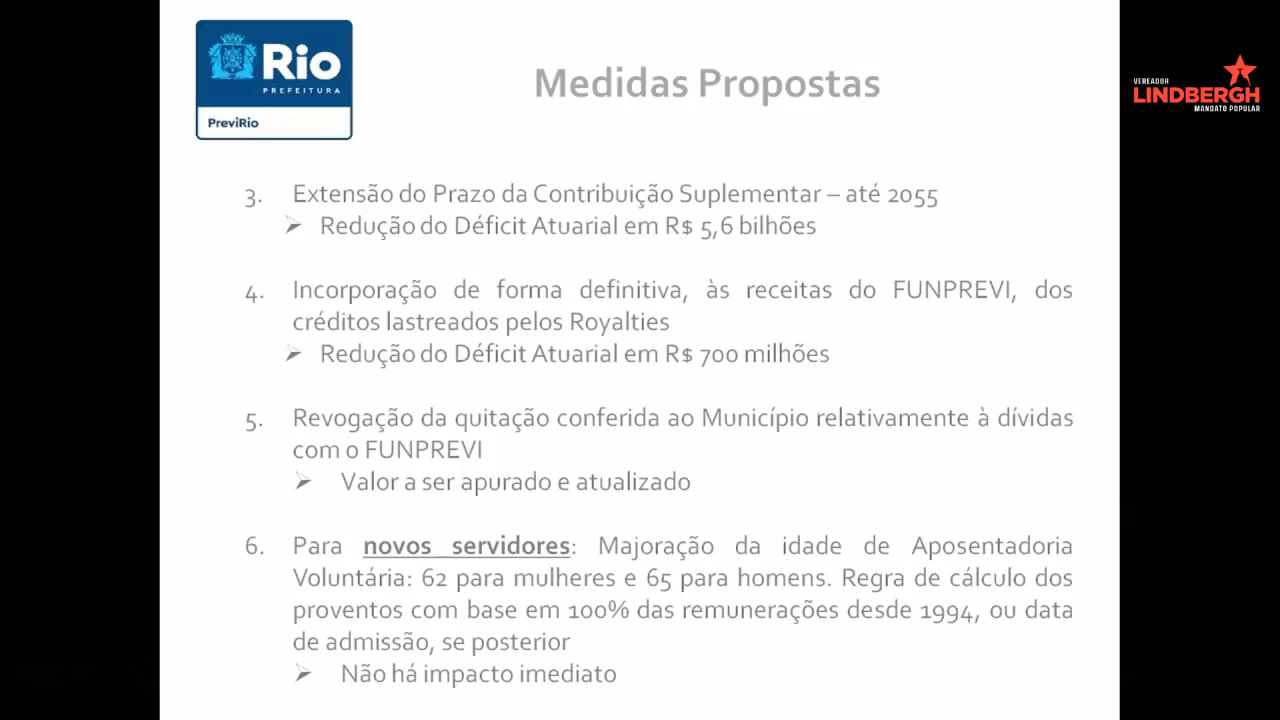 Rio
PREFEITURA
PreviRio
Medidas Propostas
VEREADOR
LINDBERGH
MANDATO POPULAR
3. Extensão do Prazo da Contribuição Suplementar – até 2055
➢ Redução do Déficit Atuarial em R$ 5,6 bilhões
4. Incorporação de forma definitiva, às receitas do FUNPREVI, dos
créditos lastreados pelos Royalties
➢ Redução do Déficit Atuarial em R$ 700 milhões
5. Revogação da quitação conferida ao Município relativamente à dívidas
com o FUNPREVI
➢ Valor a ser apurado e atualizado
6. Para novos servidores: Majoração da idade de Aposentadoria
Voluntária: 62 para mulheres e 65 para homens. Regra de cálculo dos
proventos com base em 100% das remunerações desde 1994, ou data
de admissão, se posterior
➢ Não há impacto imediato